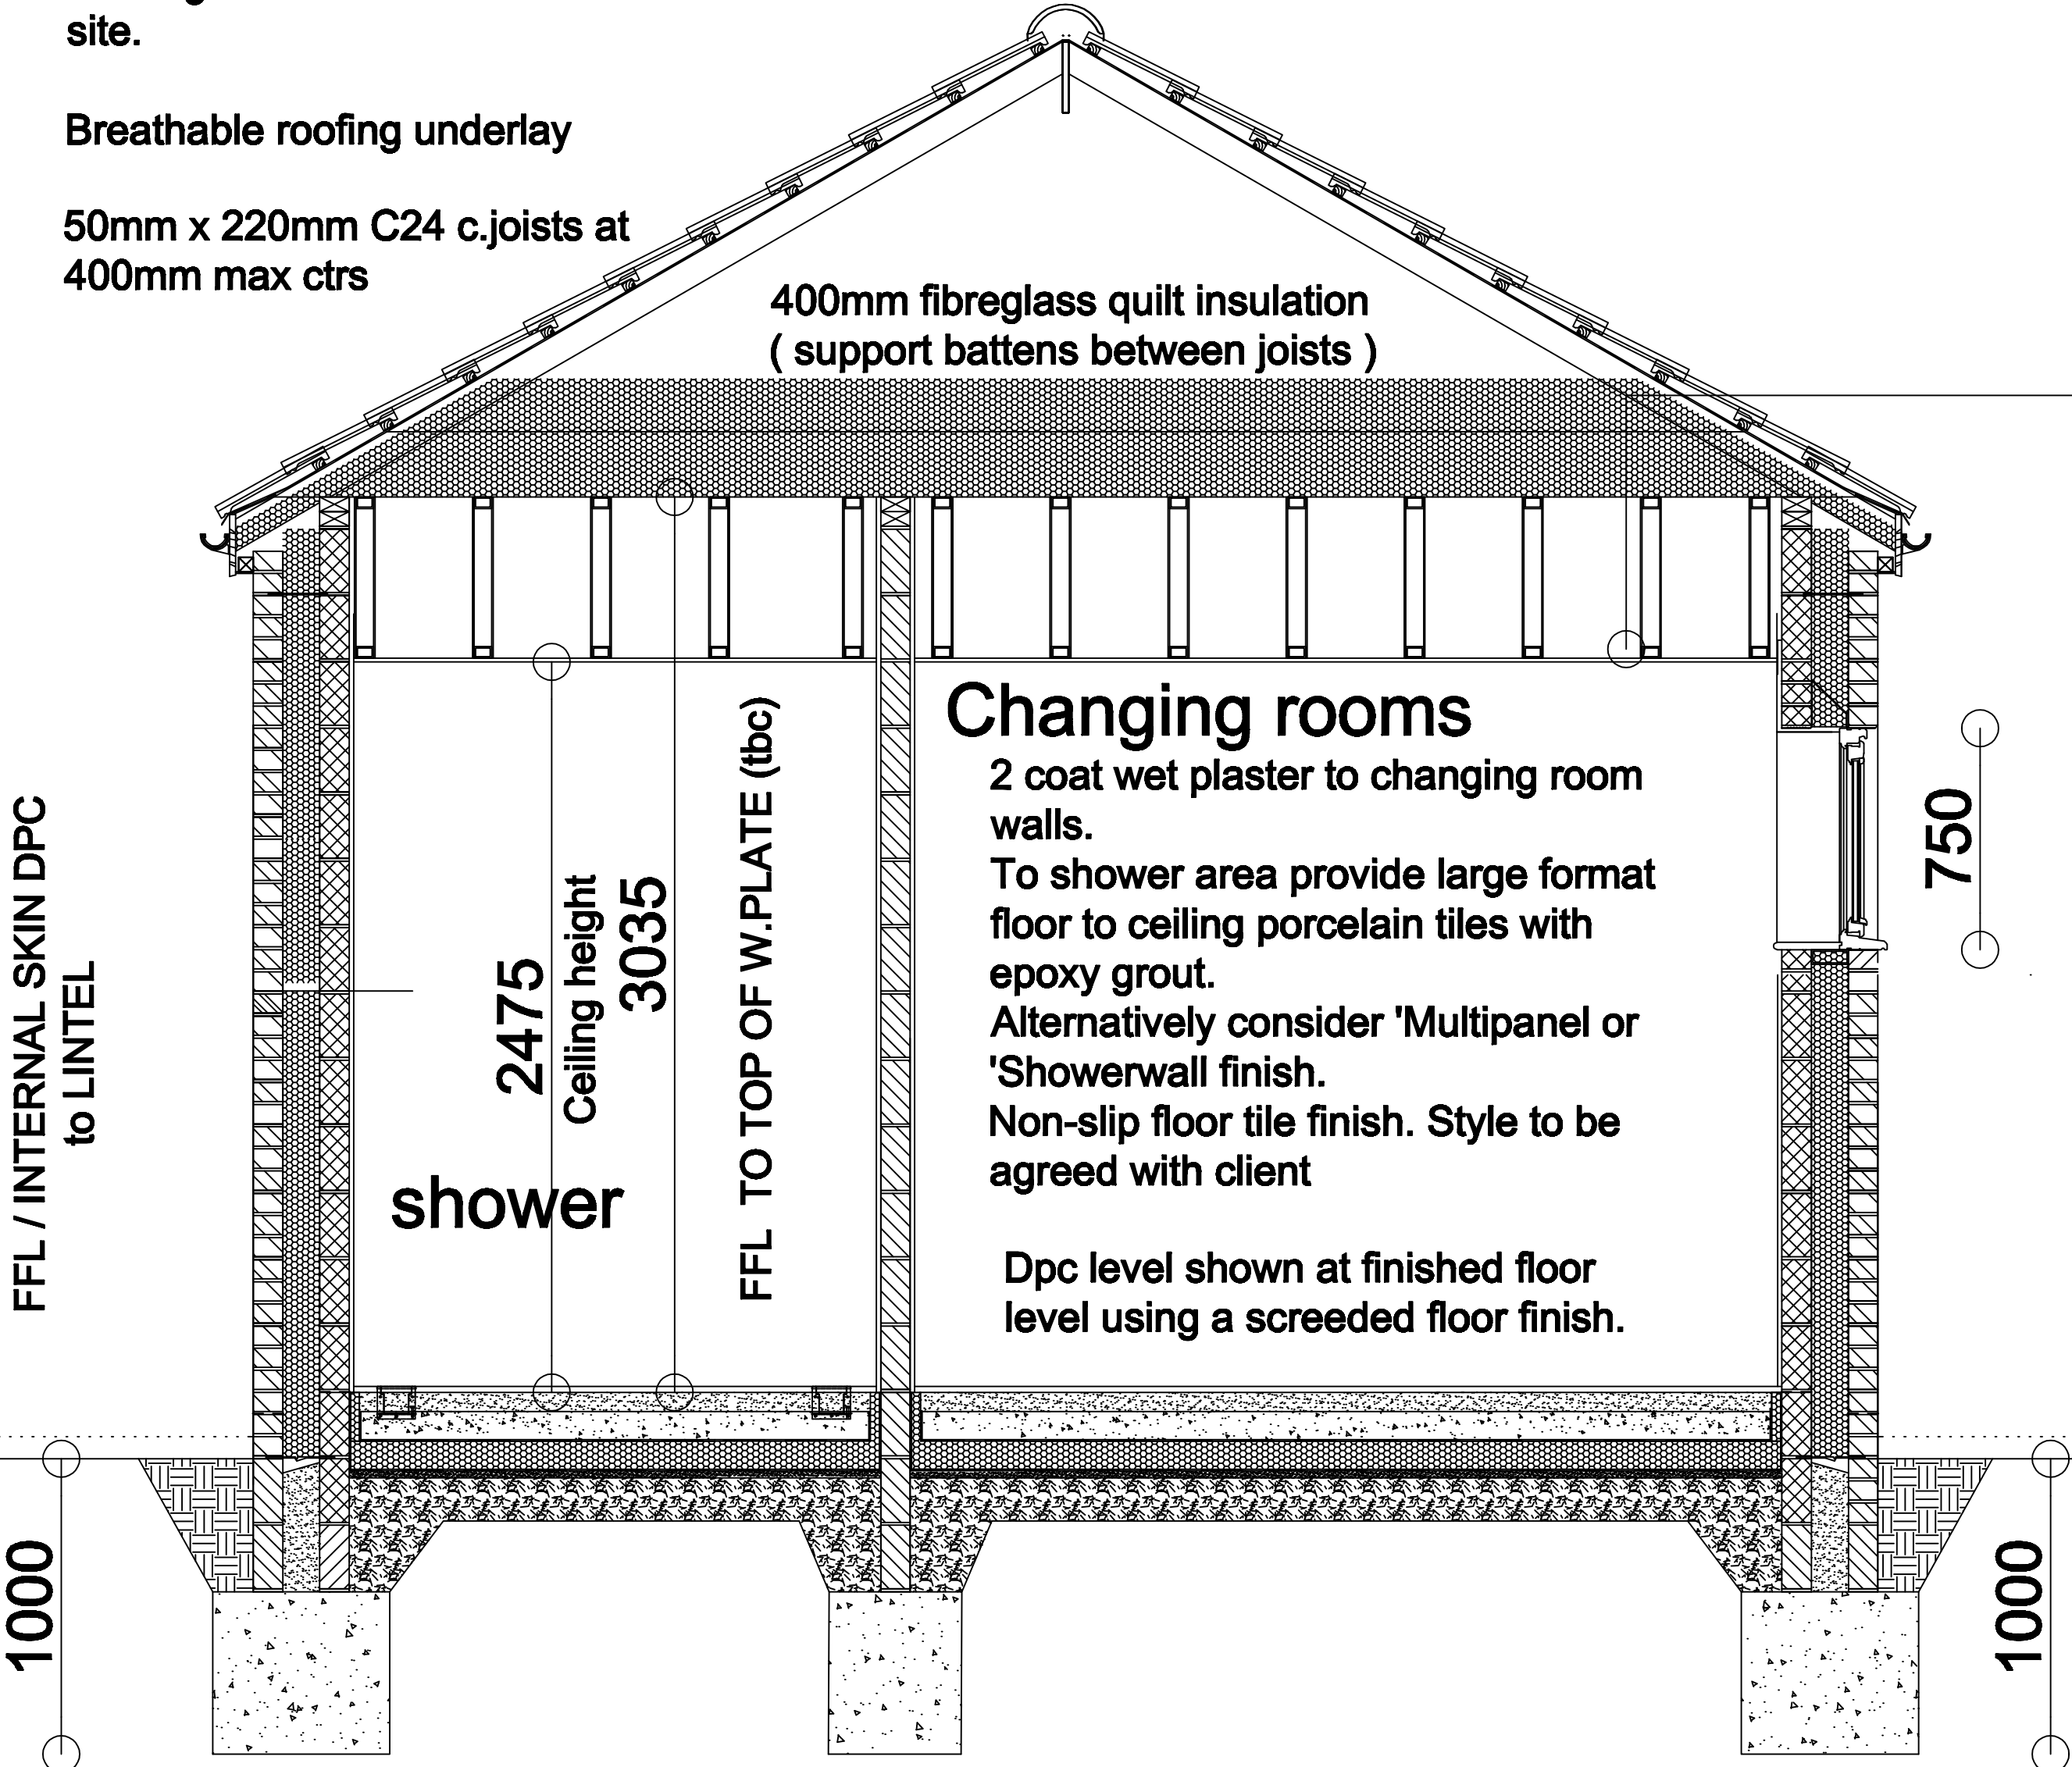 site.
Breathable roofing underlay
50mm x 220mm C24 c.joists at
400mm max ctrs
400mm fibreglass quilt insulation
( support battens between joists )
FFL / INTERNAL SKIN DPC
to LINTEL
2475
Ceiling height
3035
FFL TO TOP OF W.PLATE (tbc)
shower
Changing rooms
2 coat wet plaster to changing room
walls.
To shower area provide large format
floor to ceiling porcelain tiles with
epoxy grout.
Alternatively consider 'Multipanel or
'Showerwall finish.
Non-slip floor tile finish. Style to be
agreed with client
Dpc level shown at finished floor
level using a screeded floor finish.
750
1000
1000